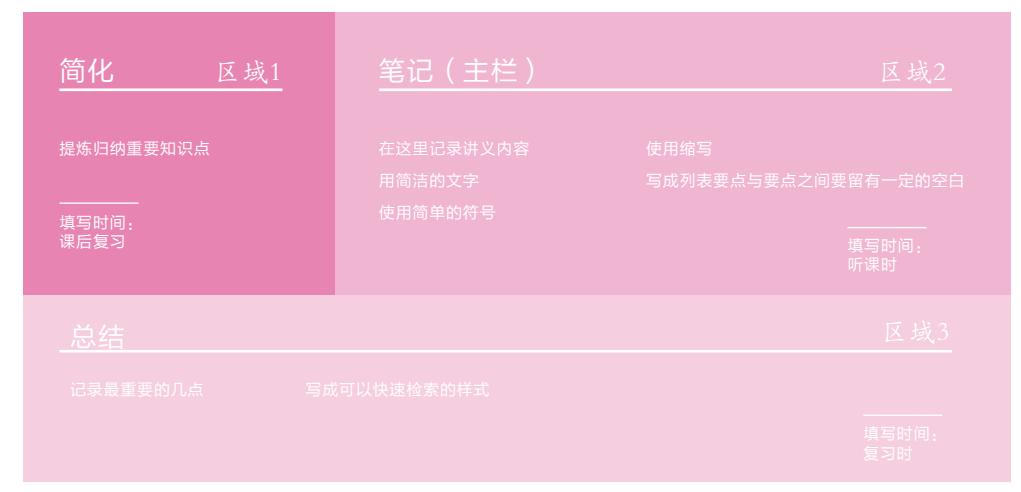 简化 区域1
提炼归纳重要知识点
填写时间：
课后复习
笔记（主栏） 区域2
在这里记录讲义内容
用简洁的文字
使用简单的符号
使用缩写
写成列表要点与要点之间要留有一定的空白
填写时间：
听课时
总结 区域3
记录最重要的几点
写成可以快速检索的样式
填写时间：
复习时